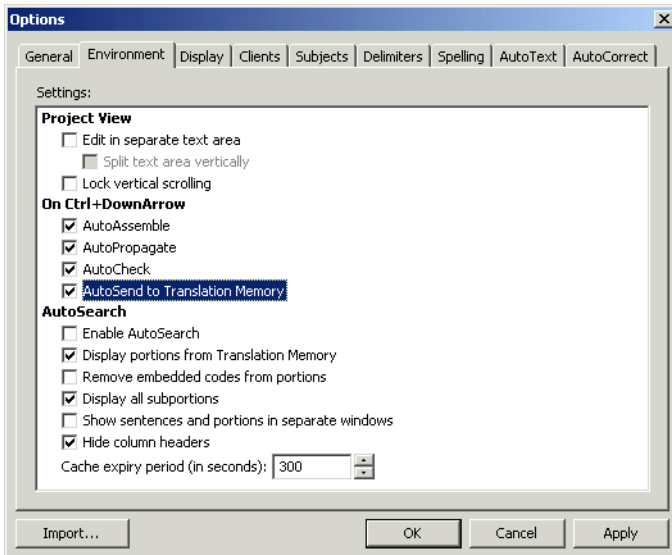 Options
General Environment Display Clients Subjects Delimiters Spelling AutoText AutoCorrect
Settings:
Project View
Edit in separate text area
Split text area vertically
Lock vertical scrolling
On Ctrl+DownArrow
AutoAssemble
AutoPropagate
AutoCheck
AutoSend to Translation Memory
AutoSearch
Enable AutoSearch
Display portions from Translation Memory
Remove embedded codes from portions
Display all subportions
Show sentences and portions in separate windows
Hide column headers
Cache expiry period (in seconds): 300
Import... OK Cancel Apply